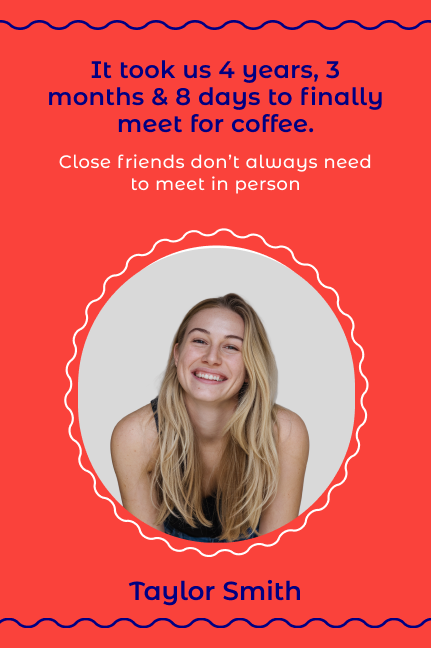 It took us 4 years, 3
months & 8 days to finally
meet for coffee.
Close friends don’t always need
to meet in person
Taylor Smith